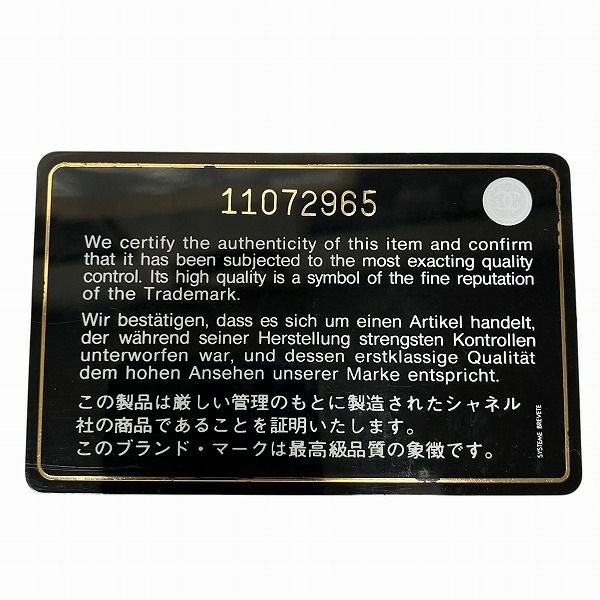 11072965
We certify the authenticity of this item and confirm
that it has been subjected to the most exacting quality
control. Its high quality is a symbol of the fine reputation
of the Trademark.
Wir bestätigen, dass es sich um einen Artikel handelt,
der während seiner Herstellung strengsten Kontrollen
unterworfen war, und dessen erstklassige Qualität
dem hohen Ansehen unserer Marke entspricht.
この製品は厳しい管理のもとに製造されたシャネル
社の商品であることを証明いたします。
このブランド・マークは最高級品質の象徴です。
SYSTEME BREVETE